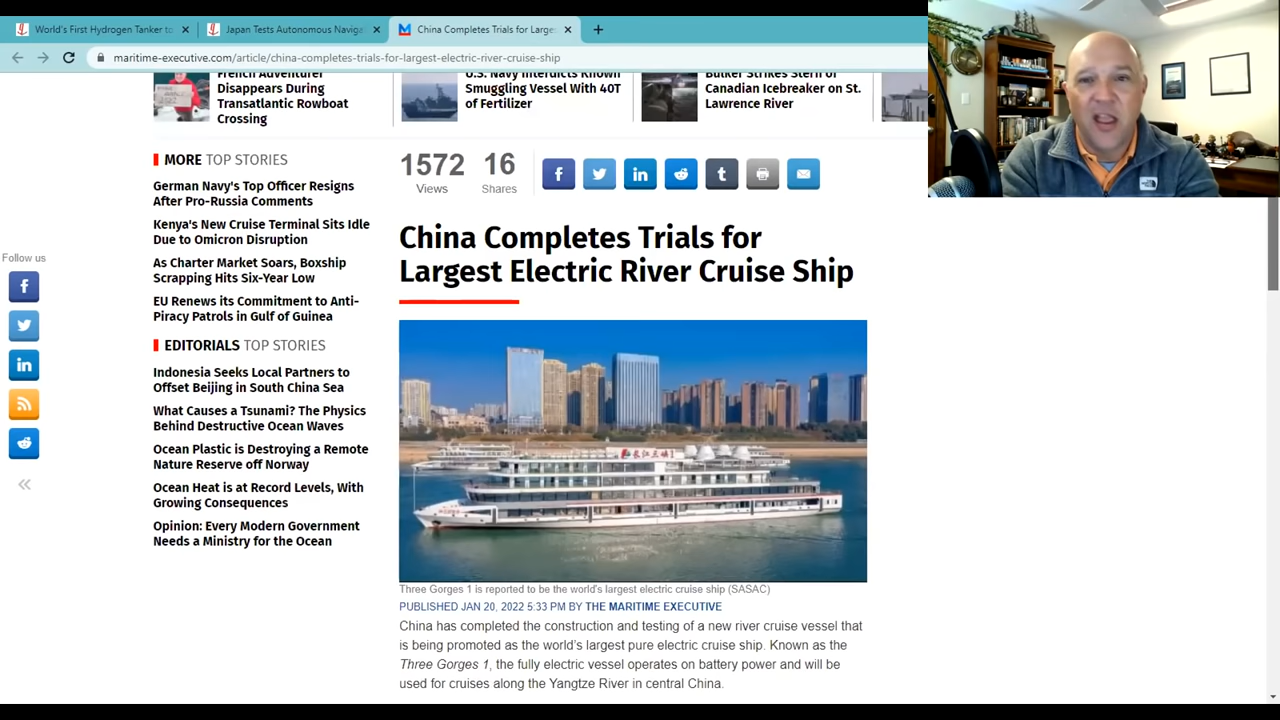 World's First Hydrogen Tanker to
Japan Tests Autonomous Naviga
China Completes Trials for Large
maritime-executive.com/article/china-completes-trials-for-largest-electric-river-cruise-ship
French Adventurer
Disappears During
Transatlantic Rowboat
Crossing
U.S. Navy Interdicts Known
Smuggling Vessel With 40T
of Fertilizer
Bulker Strikes Stern of
Canadian Icebreaker on St.
Lawrence River
MORE TOP STORIES
German Navy's Top Officer Resigns
After Pro-Russia Comments
Kenya's New Cruise Terminal Sits Idle
Due to Omicron Disruption
As Charter Market Soars, Boxship
Scrapping Hits Six-Year Low
EU Renews its Commitment to Anti-
Piracy Patrols in Gulf of Guinea
EDITORIALS TOP STORIES
Indonesia Seeks Local Partners to
Offset Beijing in South China Sea
What Causes a Tsunami? The Physics
Behind Destructive Ocean Waves
Ocean Plastic is Destroying a Remote
Nature Reserve off Norway
Ocean Heat is at Record Levels, With
Growing Consequences
Opinion: Every Modern Government
Needs a Ministry for the Ocean
Follow us
1572
Views
16
Shares
China Completes Trials for
Largest Electric River Cruise Ship
长江三峡1
Three Gorges 1 is reported to be the world's largest electric cruise ship (SASAC)
PUBLISHED JAN 20, 2022 5:33 PM BY THE MARITIME EXECUTIVE
China has completed the construction and testing of a new river cruise vessel that
is being promoted as the world's largest pure electric cruise ship. Known as the
Three Gorges 1, the fully electric vessel operates on battery power and will be
used for cruises along the Yangtze River in central China.